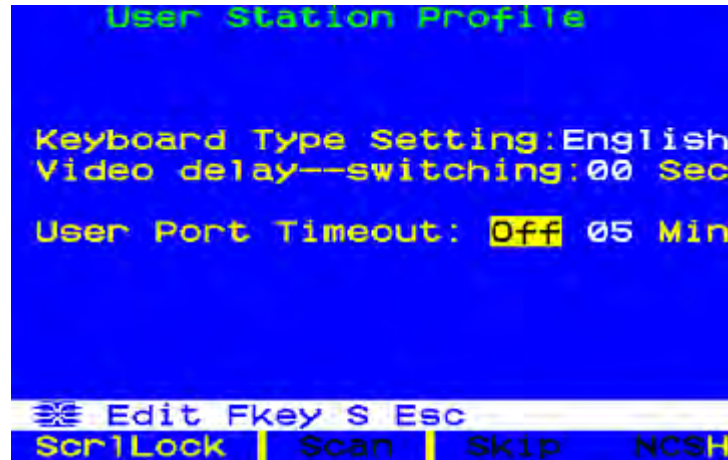 User Station Profile
Keyboard Type Setting:English
Video delay--switching:00 Sec
User Port Timeout: Off 05 Min
Edit Fkey S Esc
ScrlLock Scan Skip NCSH